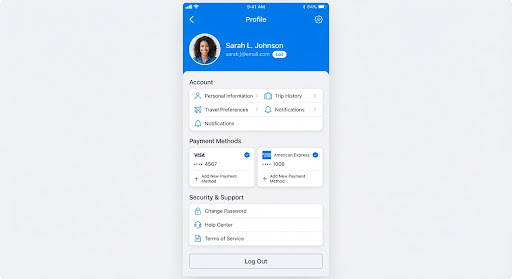 9:41 AM
84%
Profile
Sarah L. Johnson
sarah.j@email.com Edit
Account
Personal Information
Trip History
Travel Preferences
Notifications
Notifications
Payment Methods
VISA
American Express
•••• 4567
•••• 1008
+ Add New Payment Method
+ Add New Payment Method
Security & Support
Change Password
Help Center
Terms of Service
Log Out